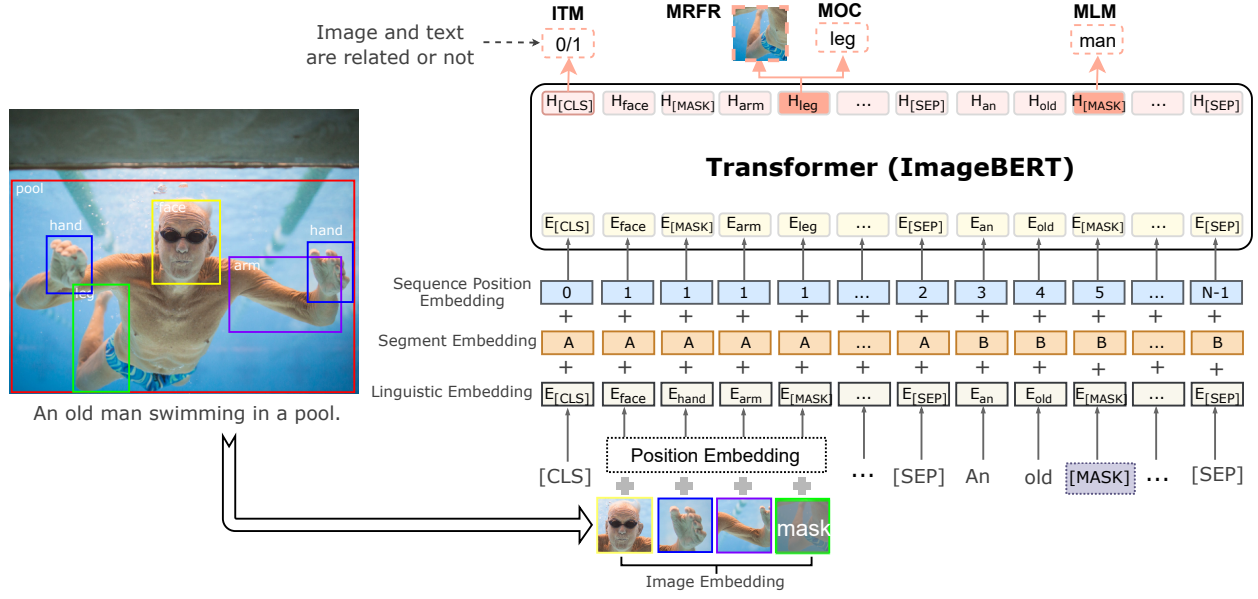 ITM MRFR MOC MLM
Image and text
are related or not
0/1 leg man
H[CLS] Hface H[MASK] Harm Hleg ... H[SEP] Han Hold H[MASK] ... H[SEP]
Transformer (ImageBERT)
E[CLS] Eface E[MASK] Earm Eleg ... E[SEP] Ean Eold E[MASK] ... E[SEP]
pool
face
hand
hand
arm
leg
An old man swimming in a pool.
Sequence Position
Embedding
0 1 1 1 1 ... 2 3 4 5 ... N-1
+ + + + + + + + + + +
Segment Embedding
A A A A A ... A B B B ... B
+ + + + + + + + + + +
Linguistic Embedding
E[CLS] Eface Ehand Earm E[MASK] ... E[SEP] Ean Eold E[MASK] ... E[SEP]
Position Embedding
[CLS] ... [SEP] An old [MASK] ... [SEP]
mask
Image Embedding